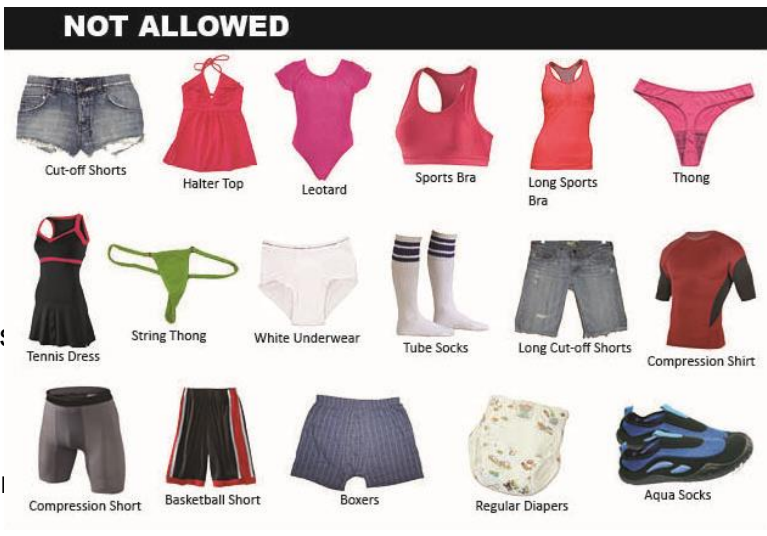 NOT ALLOWED
Cut-off Shorts
Halter Top
Leotard
Sports Bra
Long Sports
Bra
Thong
Tennis Dress
String Thong
White Underwear
Tube Socks
Long Cut-off Shorts
Compression Shirt
Compression Short
Basketball Short
Boxers
Regular Diapers
Aqua Socks